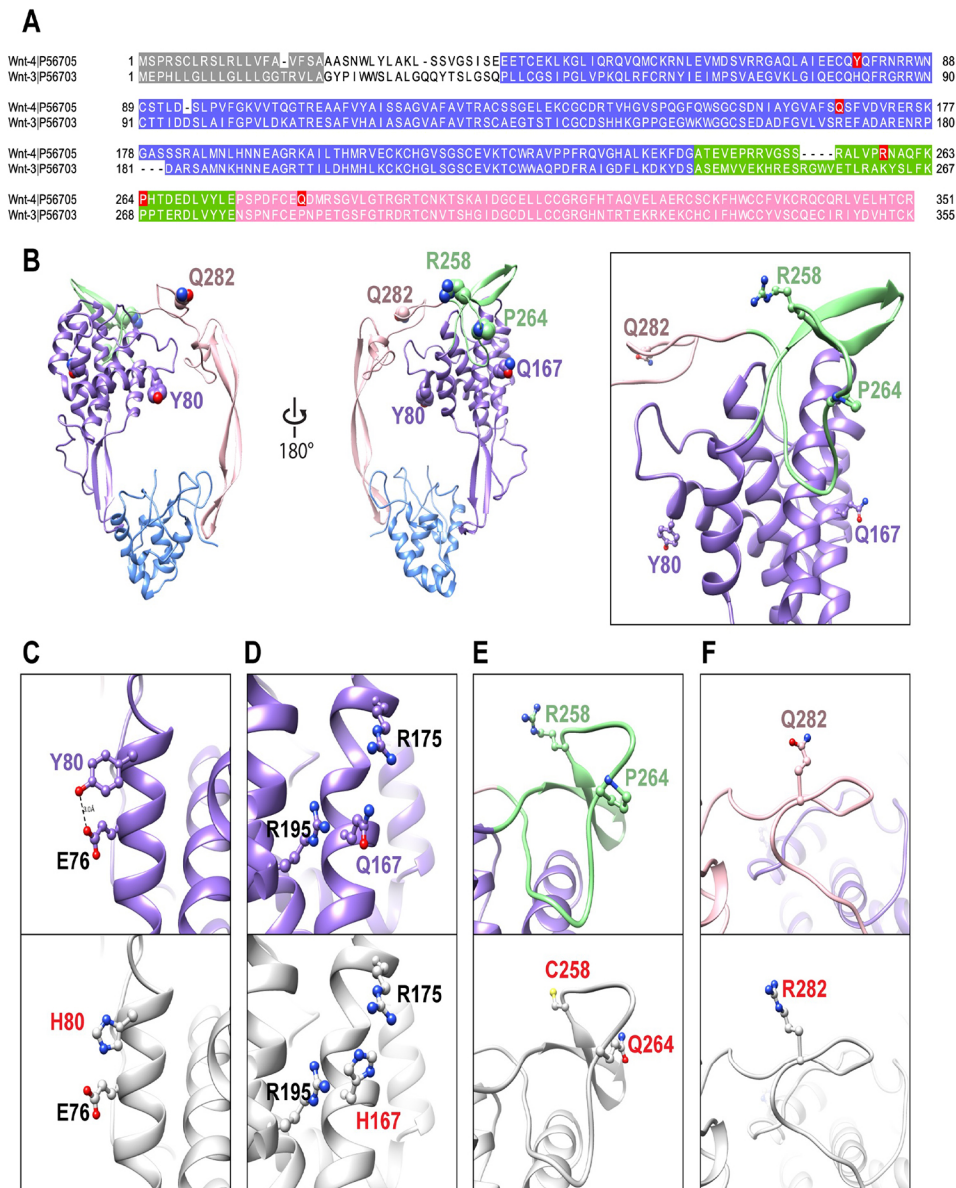 A
Wnt-4|P56705 1 MSPRSCLRSLRLLVFA-VFSAAASNWLYLAKL-SSVGSISEEETCEKLKGLIQRQVQMCKRNLEVMDSVRRGAQLAIEECQYQFRNRRWN 88
Wnt-3|P56703 1 MEPHLLGLLLGLLLGGTRVLAGYPIWWSLALGQQYTSLGSQPLLCGSIPGLVPKQLRFCRNYIEIMPSVAEGVKLGIQECQHQFRGRRWN 90
Wnt-4|P56705 89 CSTLD-SLPVFGKVVTQGTREAAFVYAISSAGVAFAVTRACSSGELEKCGCDRTVHGVSPQGFQWSGCSDNIAYGVAFSQSFVDVRERSK 177
Wnt-3|P56703 91 CTTIDDSLAIFGPVLDKATRESAFVHAIASAGVAFAVTRSCAEGTSTICGCDSHHKGPPGEGWKWGGCSEDADFGVLVSREFADARENRP 180
Wnt-4|P56705 178 GASSSRALMNLHNNEAGRKAILTHMRVECKCHGVSGSCEVKTCWRAVPPFRQVGHALKEKFDGATEVEPRRVGSS----RALVPRNAQFK 263
Wnt-3|P56703 181 ---DARSAMNKHNNEAGRTTILDHMHLKCKCHGLSGSCEVKTCWWAQPDFRAIGDFLKDKYDSASEMVVEKHRESRGWVETLRAKYSLFK 267
Wnt-4|P56705 264 PHTDEDLVYLEPSPDFCEQDMRSGVLGTRGRTCNKTSKAIDGCELLCCGRGFHTAQVELAERCSCKFHWCCFVKCRQCQRLVELHTCR 351
Wnt-3|P56703 268 PPTERDLVYYENSPNFCEPNPETGSFGTRDRTCNVTSHGIDGCDLLCCGRGHNTRTEKRKEKCHCIFHWCCYVSCQECIRIYDVHTCK 355
B
Q282
Y80
180°
R258
Q282
P264
Q167
Y80
R258
Q282
P264
Q167
Y80
C D E F
Y80
3.0Å
E76
R175
R195
Q167
R258
P264
Q282
H80
E76
R175
R195
H167
C258
Q264
R282